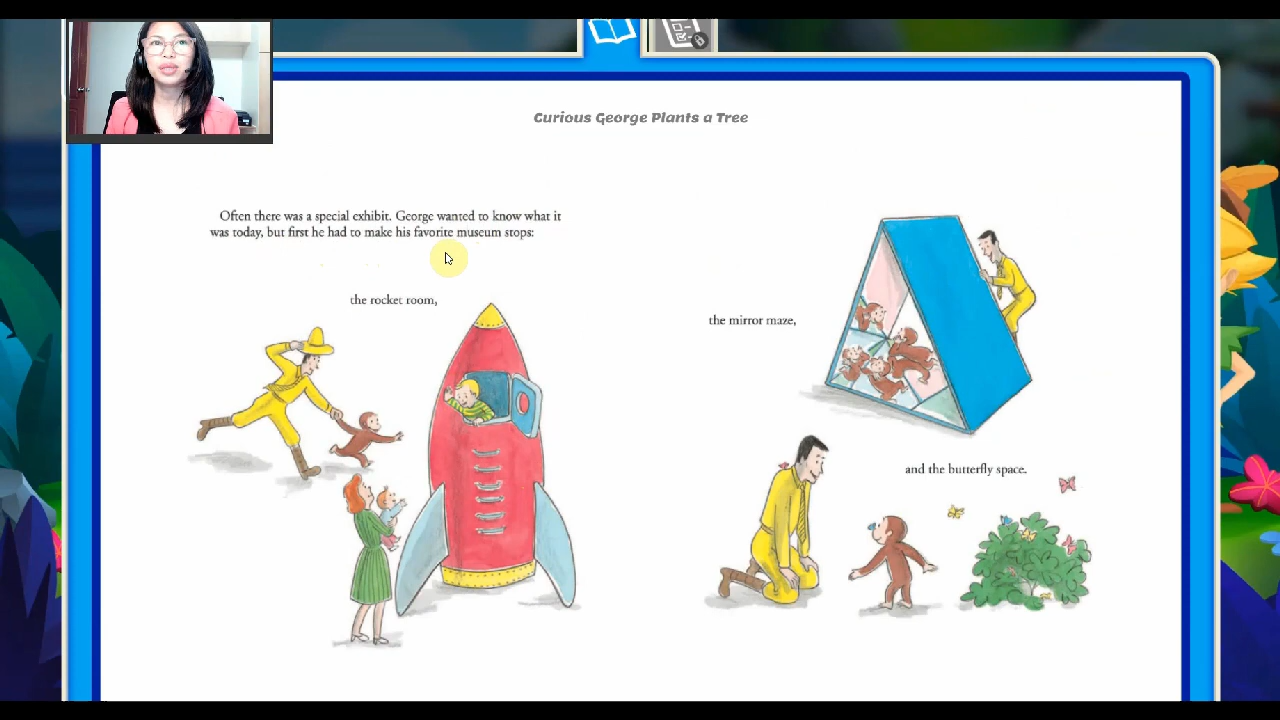 Curious George Plants a Tree
Often there was a special exhibit. George wanted to know what it
was today, but first he had to make his favorite museum stops:
the rocket room,
the mirror maze,
and the butterfly space.